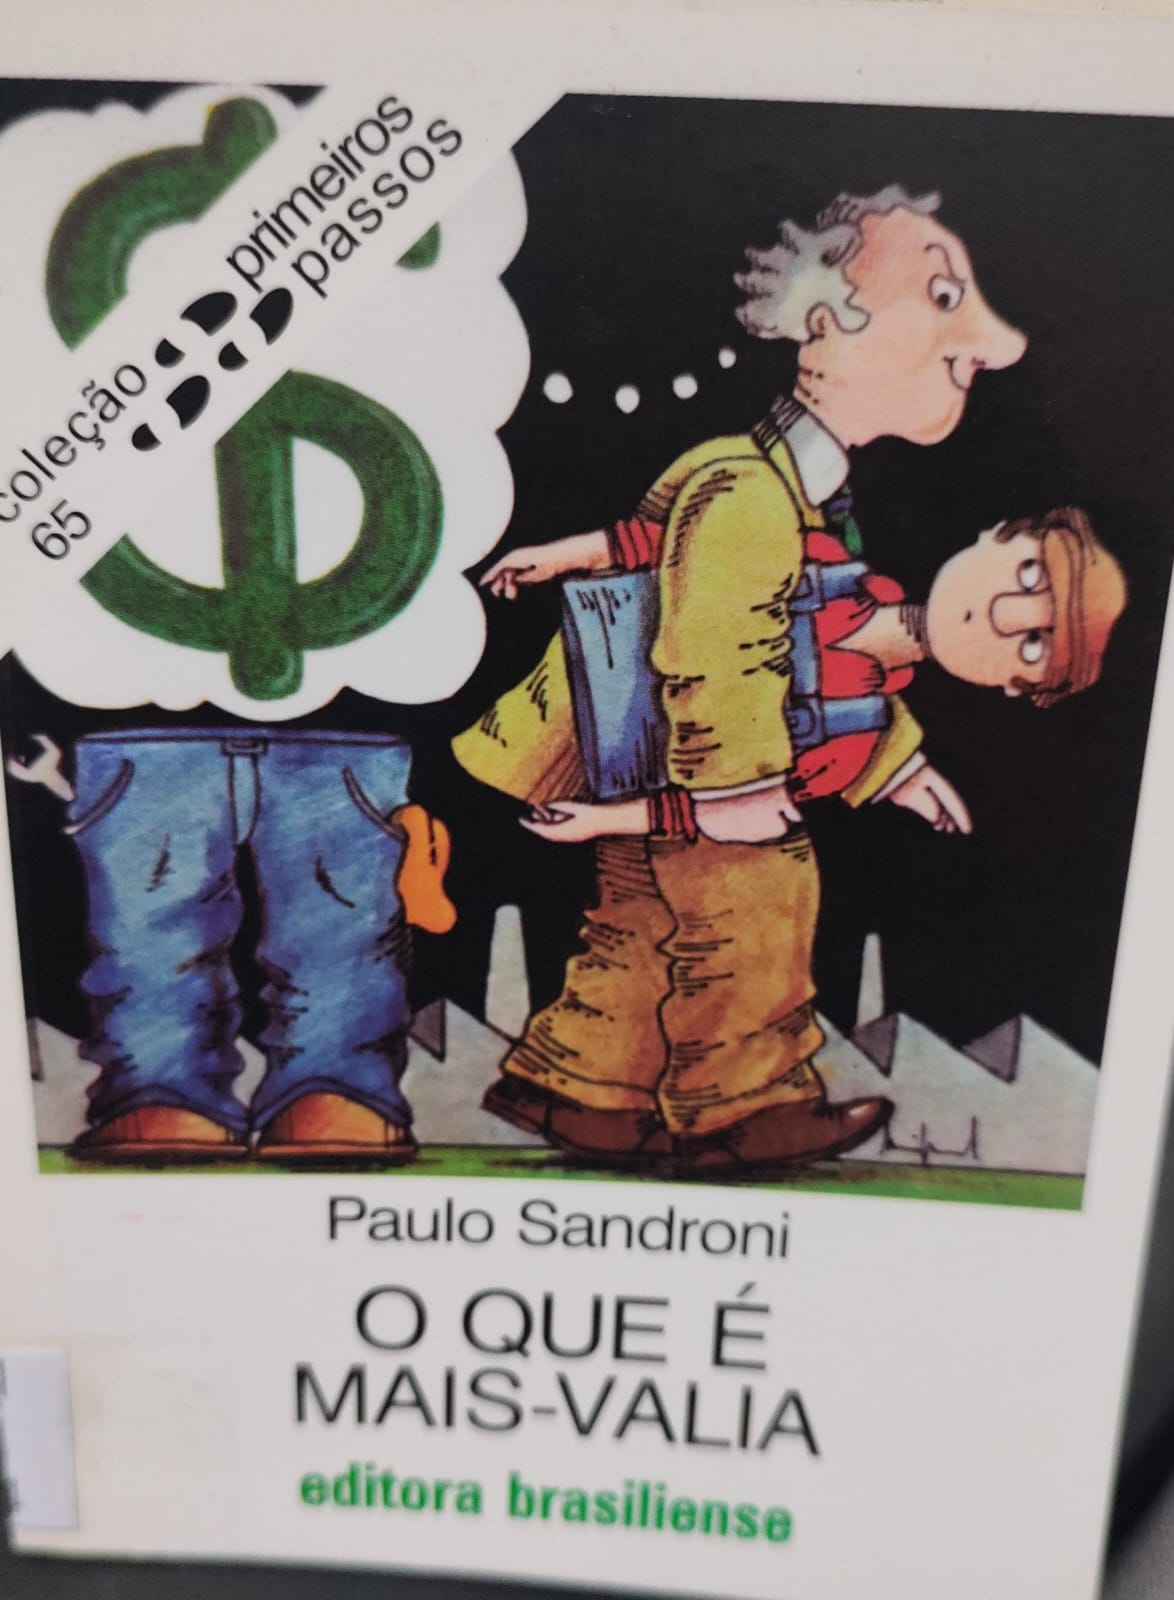 coleção primeiros passos
65
Paulo Sandroni
O QUE É
MAIS-VALIA
editora brasiliense